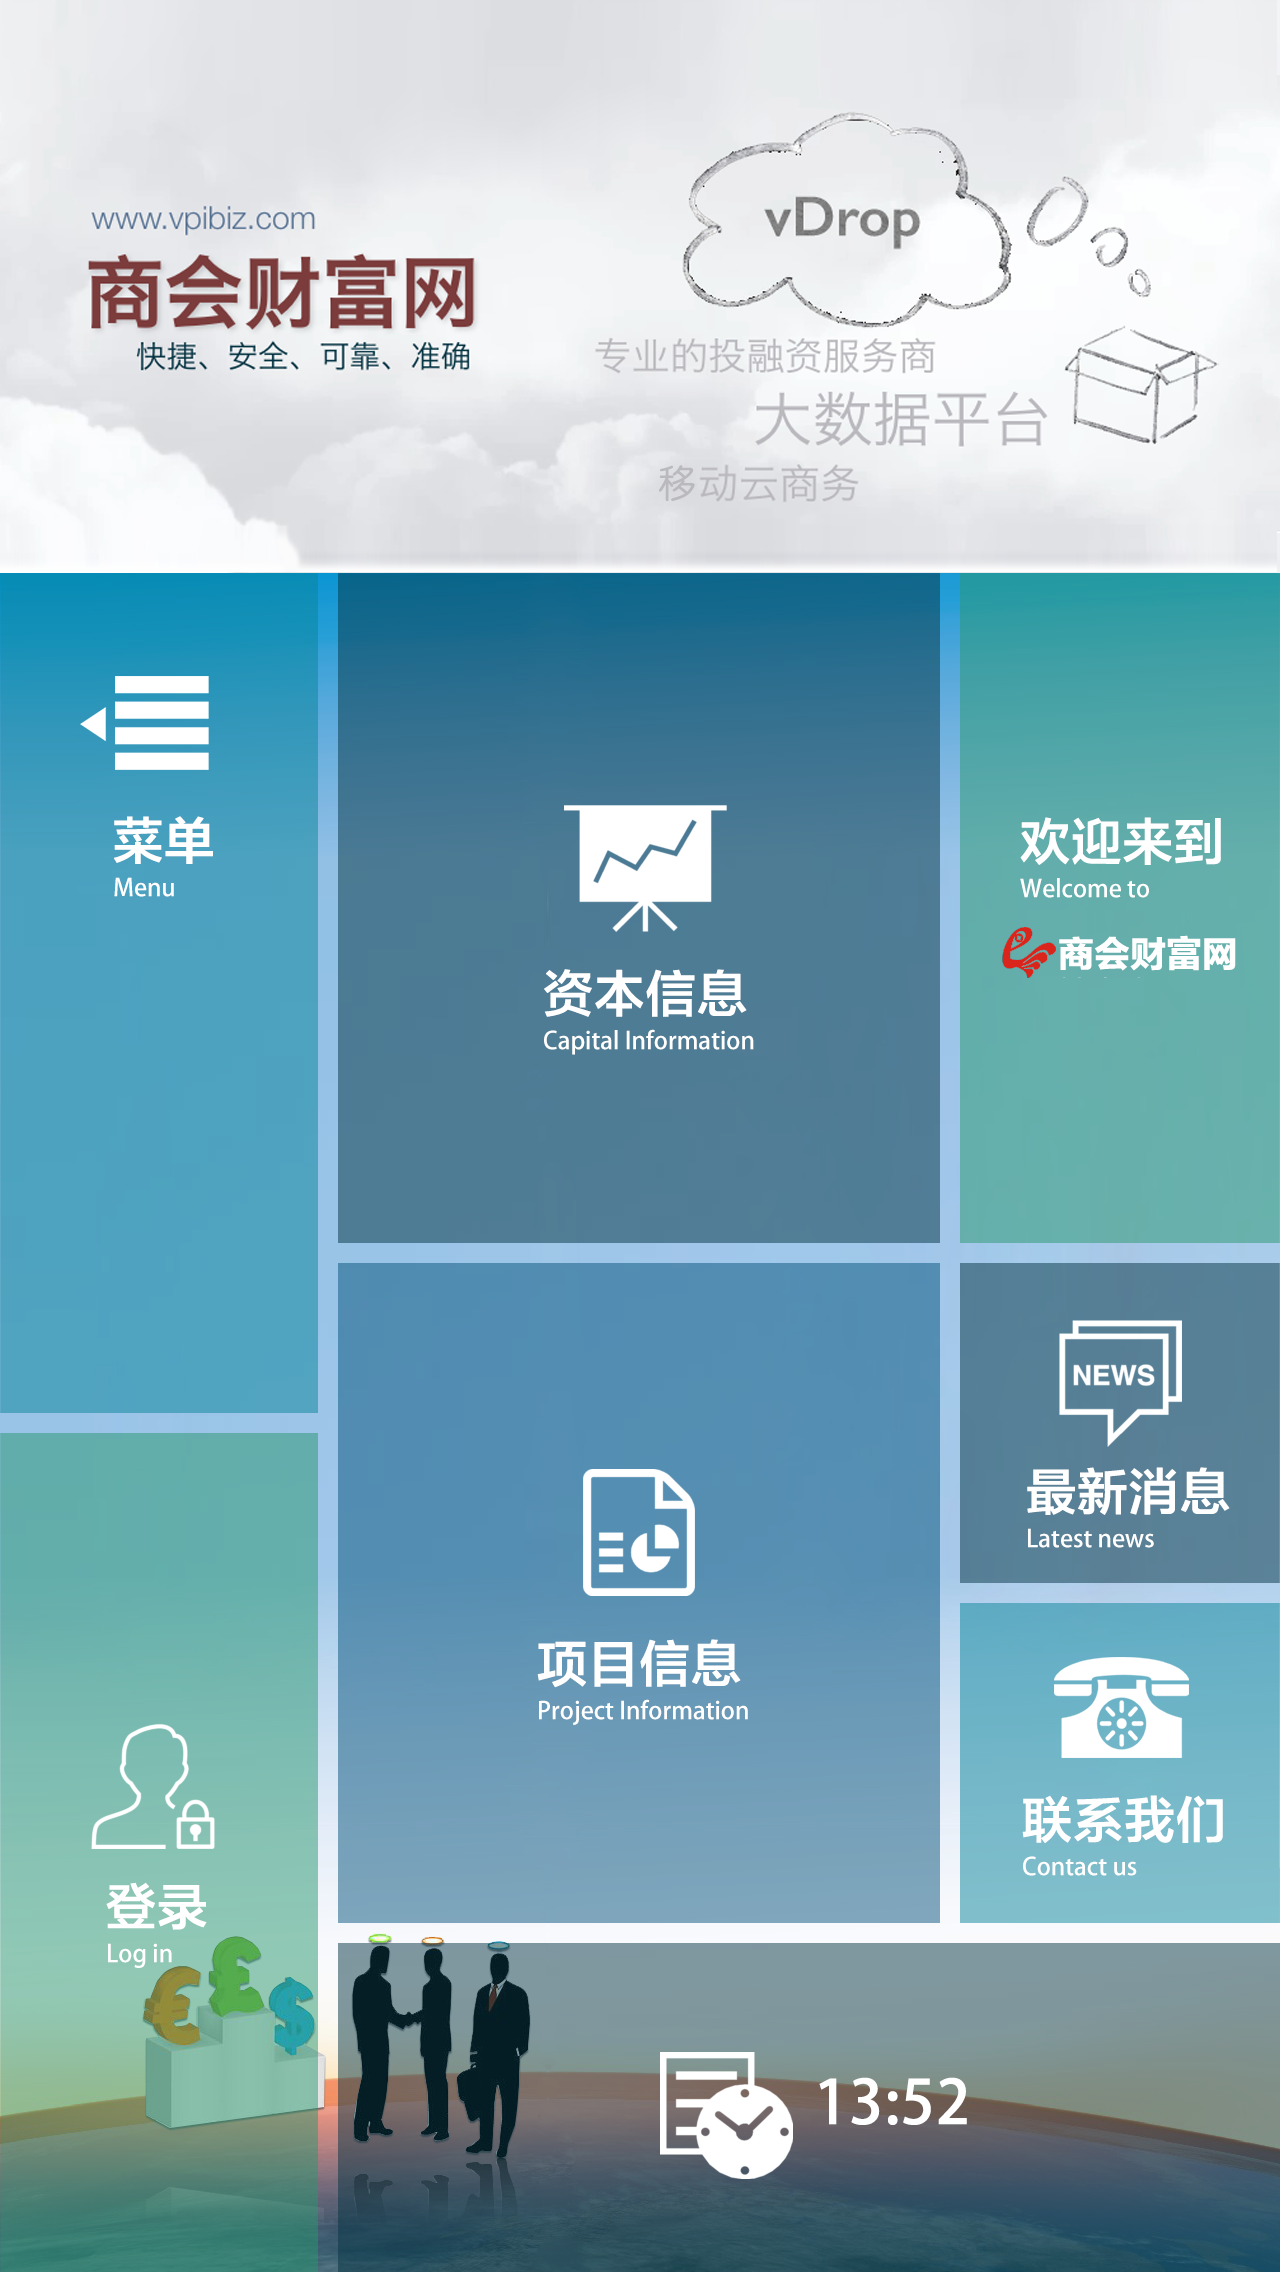 www.vpibiz.com
商会财富网
快捷、安全、可靠、准确
vDrop
专业的投融资服务商
大数据平台
移动云商务
菜单
Menu
资本信息
Capital Information
欢迎来到
Welcome to
商会财富网
NEWS
最新消息
Latest news
项目信息
Project Information
联系我们
Contact us
登录
Log in
€
£
$
13:52